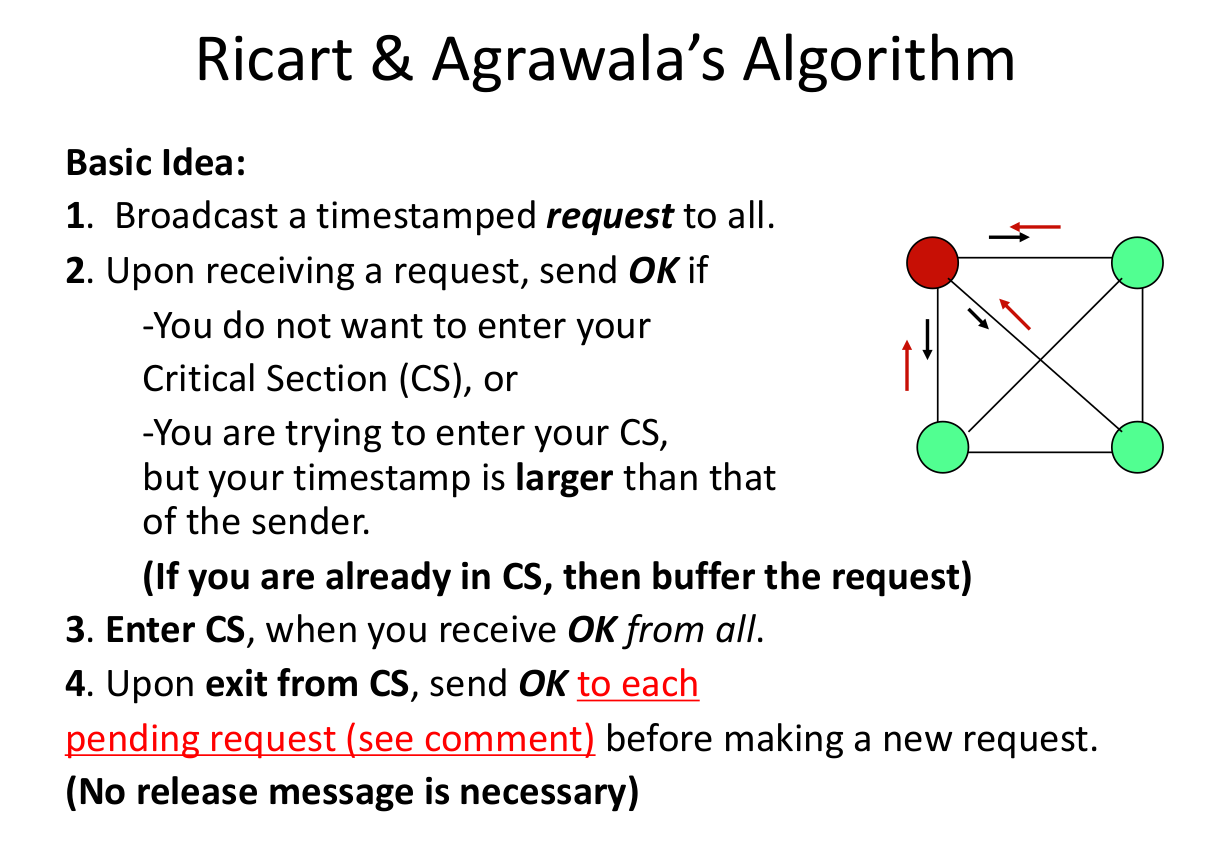 Ricart & Agrawala’s Algorithm
Basic Idea:
1.  Broadcast a timestamped request to all.
2. Upon receiving a request, send OK if
-You do not want to enter your
Critical Section (CS), or
-You are trying to enter your CS,
but your timestamp is larger than that
of the sender.
(If you are already in CS, then buffer the request)
3. Enter CS, when you receive OK from all.
4. Upon exit from CS, send OK to each
pending request (see comment) before making a new request.
(No release message is necessary)